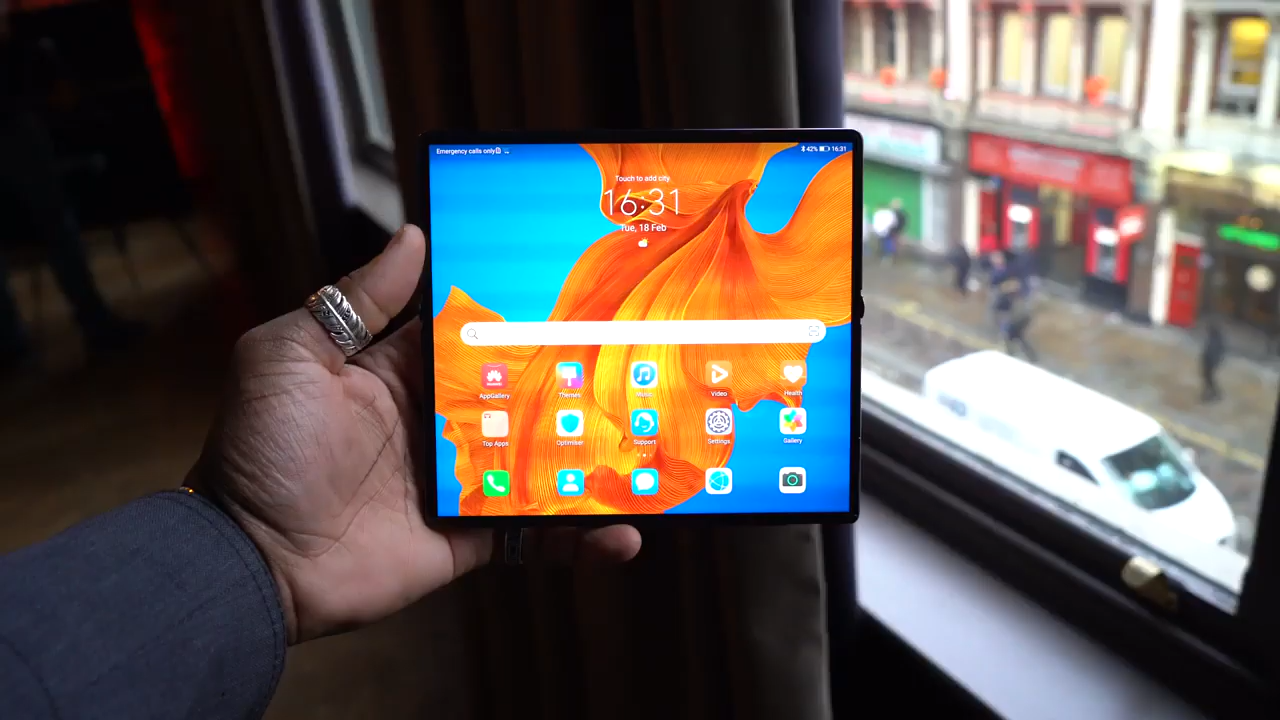 Emergency calls only
42% 16:31
Touch to add city
16:31
Tue, 18 Feb
AppGallery Themes Music Video Health
Top Apps Optimiser Support Settings Gallery